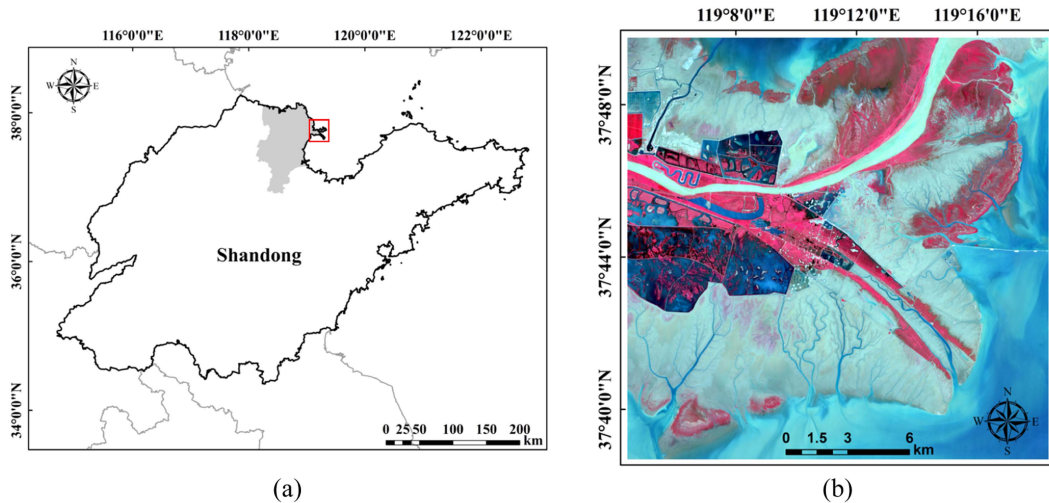 116°0'0"E 118°0'0"E 120°0'0"E 122°0'0"E
38°0'0"N
36°0'0"N
34°0'0"N
N
W E
S
Shandong
0 25 50 100 150 200
km
(a)
119°8'0"E 119°12'0"E 119°16'0"E
37°48'0"N
37°44'0"N
37°40'0"N
N
W E
S
0 1.5 3 6
km
(b)